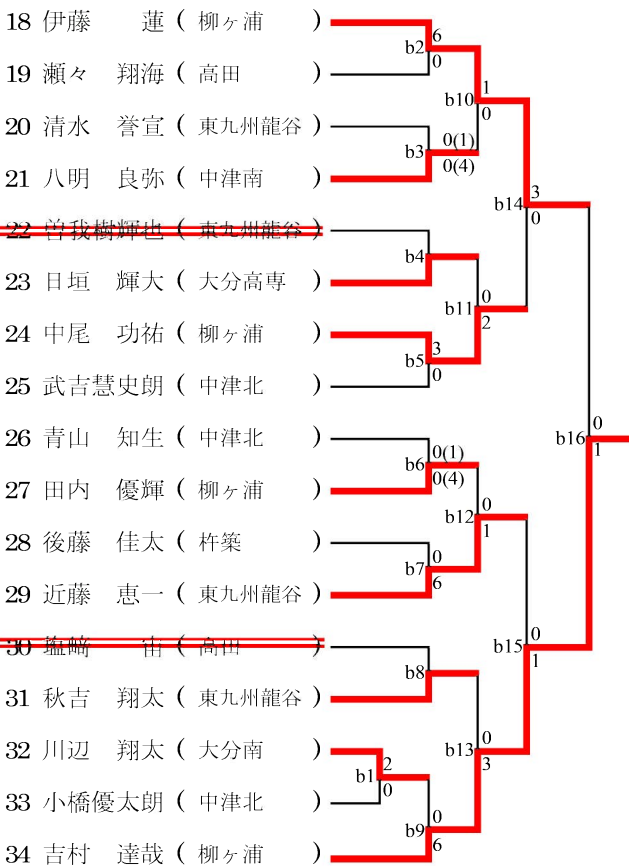 18 伊藤 蓮 ( 柳ヶ浦 )
19 瀬々 翔海 ( 高田 )
20 清水 誉宣 ( 東九州龍谷 )
21 八明 良弥 ( 中津南 )
22 曽我樹輝也 ( 東九州龍谷 )
23 日垣 輝大 ( 大分高専 )
24 中尾 功祐 ( 柳ヶ浦 )
25 武吉慧史朗 ( 中津北 )
26 青山 知生 ( 中津北 )
27 田内 優輝 ( 柳ヶ浦 )
28 後藤 佳太 ( 杵築 )
29 近藤 恵一 ( 東九州龍谷 )
30 塩﨑 宙 ( 高田 )
31 秋吉 翔太 ( 東九州龍谷 )
32 川辺 翔太 ( 大分南 )
33 小橋優太朗 ( 中津北 )
34 吉村 達哉 ( 柳ヶ浦 )
b1 2 0
b2 6 0
b3 0(1) 0(4)
b4
b5 3 0
b6 0(1) 0(4)
b7 0 6
b8
b9 0 6
b10 1 0
b11 0 2
b12 0 1
b13 0 3
b14 3 0
b15 0 1
b16 0 1